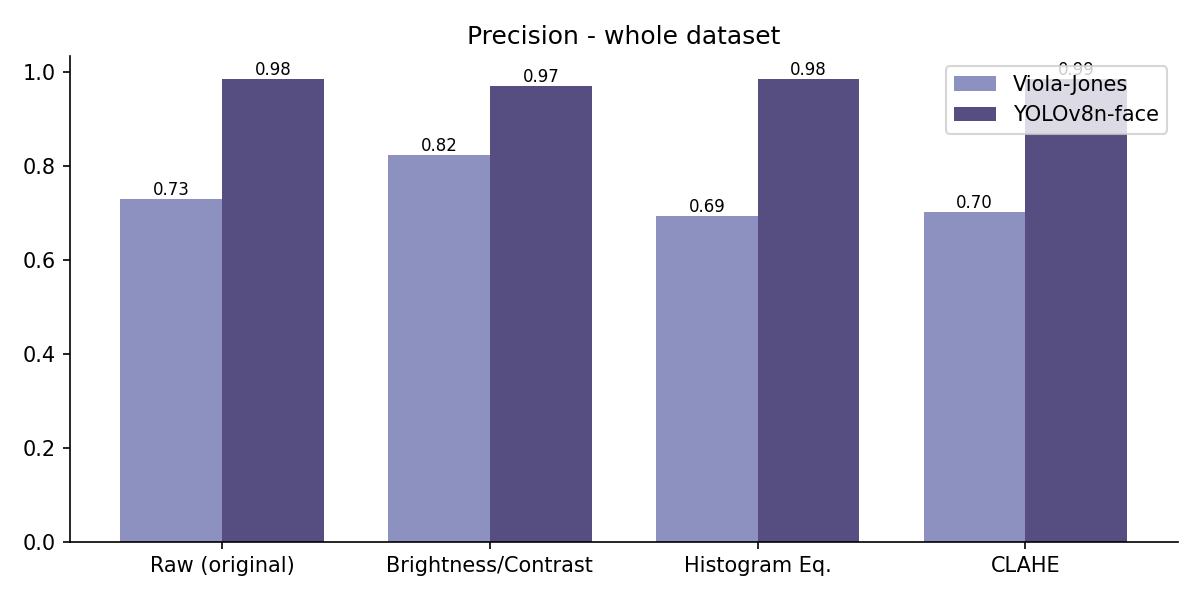 Precision - whole dataset
1.0
0.8
0.6
0.4
0.2
0.0
0.73
0.98
0.82
0.97
0.69
0.98
0.70
0.99
Viola-Jones
YOLOv8n-face
Raw (original)
Brightness/Contrast
Histogram Eq.
CLAHE